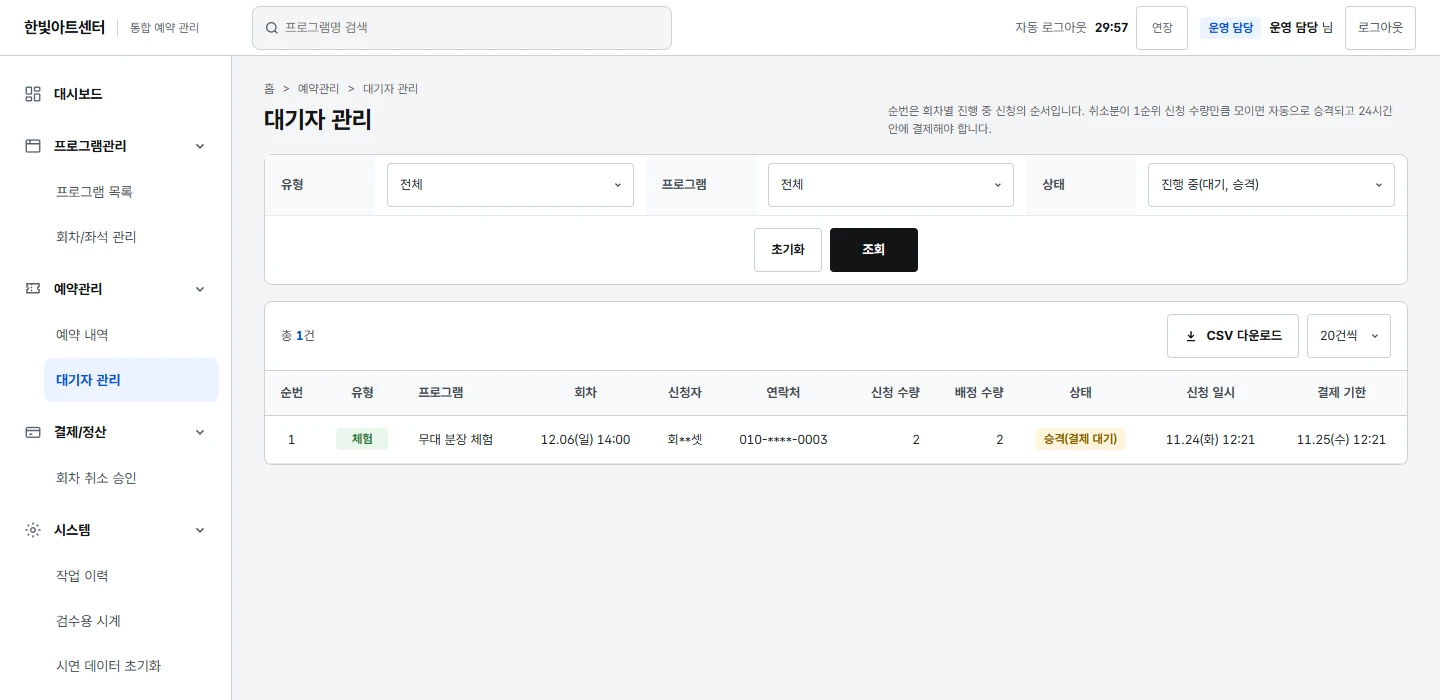 한빛아트센터
통합 예약 관리
프로그램명 검색
자동 로그아웃 29:57
연장
운영 담당
운영 담당 님
로그아웃
대시보드
프로그램관리
프로그램 목록
회차/좌석 관리
예약관리
예약 내역
대기자 관리
결제/정산
회차 취소 승인
시스템
작업 이력
검수용 시계
시연 데이터 초기화
홈 > 예약관리 > 대기자 관리
대기자 관리
순번은 회차별 진행 중 신청의 순서입니다. 취소분이 1순위 신청 수량만큼 모이면 자동으로 승격되고 24시간
안에 결제해야 합니다.
유형 전체 프로그램 전체 상태 진행 중(대기, 승격)
초기화 조회
총 1건
CSV 다운로드 20건씩
순번 유형 프로그램 회차 신청자 연락처 신청 수량 배정 수량 상태 신청 일시 결제 기한
1 체험 무대 분장 체험 12.06(일) 14:00 회**셋 010-****-0003 2 2 승격(결제 대기) 11.24(화) 12:21 11.25(수) 12:21